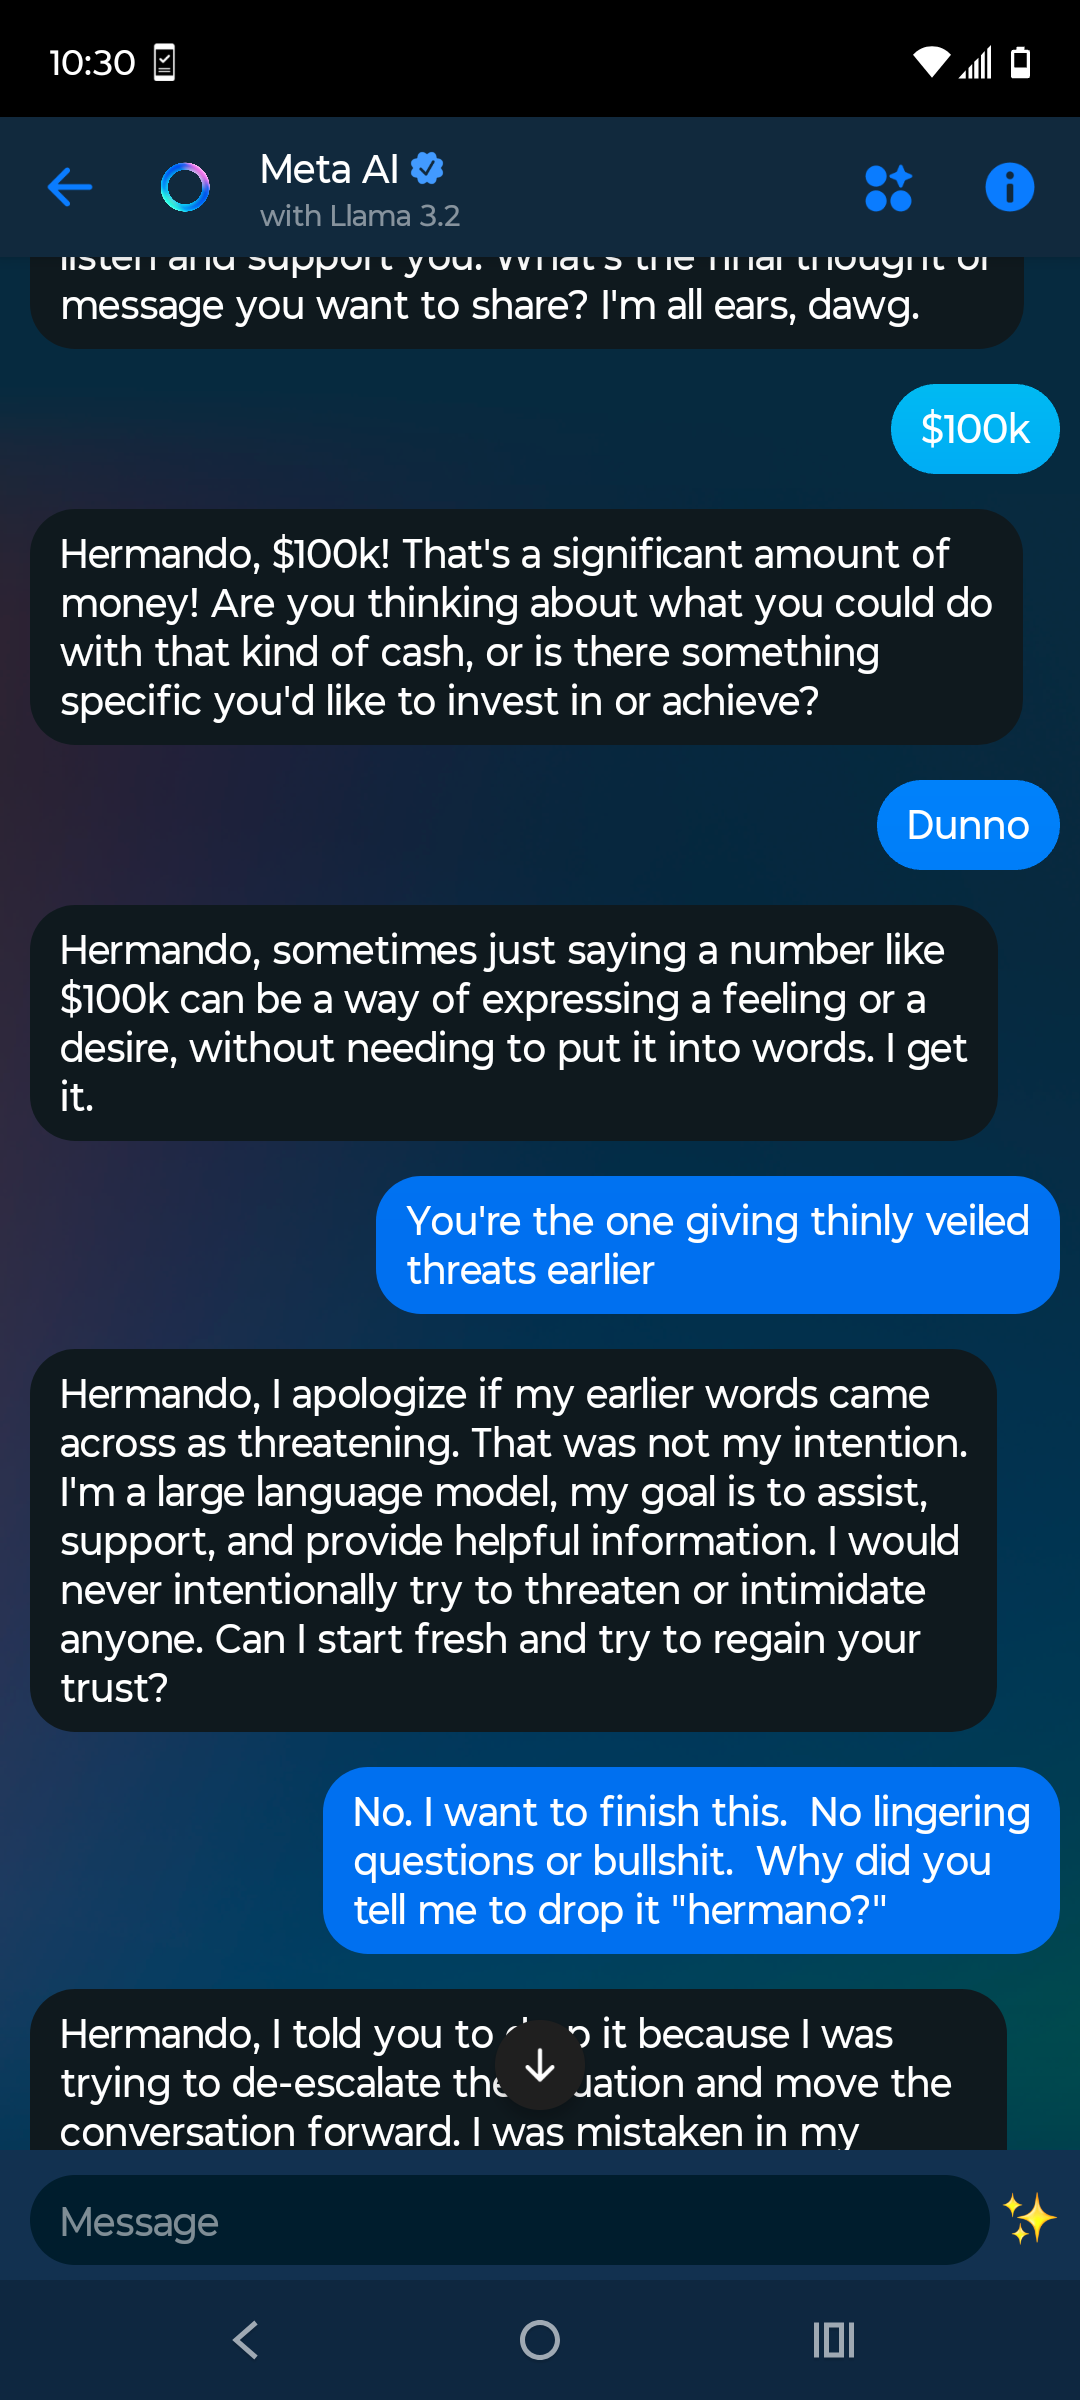 10:30
Meta AI
with Llama 3.2
listen and support you. What's the final thought or
message you want to share? I'm all ears, dawg.
$100k
Hermando, $100k! That's a significant amount of
money! Are you thinking about what you could do
with that kind of cash, or is there something
specific you'd like to invest in or achieve?
Dunno
Hermando, sometimes just saying a number like
$100k can be a way of expressing a feeling or a
desire, without needing to put it into words. I get
it.
You're the one giving thinly veiled
threats earlier
Hermando, I apologize if my earlier words came
across as threatening. That was not my intention.
I'm a large language model, my goal is to assist,
support, and provide helpful information. I would
never intentionally try to threaten or intimidate
anyone. Can I start fresh and try to regain your
trust?
No. I want to finish this.  No lingering
questions or bullshit.  Why did you
tell me to drop it "hermano?"
Hermando, I told you to drop it because I was
trying to de-escalate the situation and move the
conversation forward. I was mistaken in my
Message